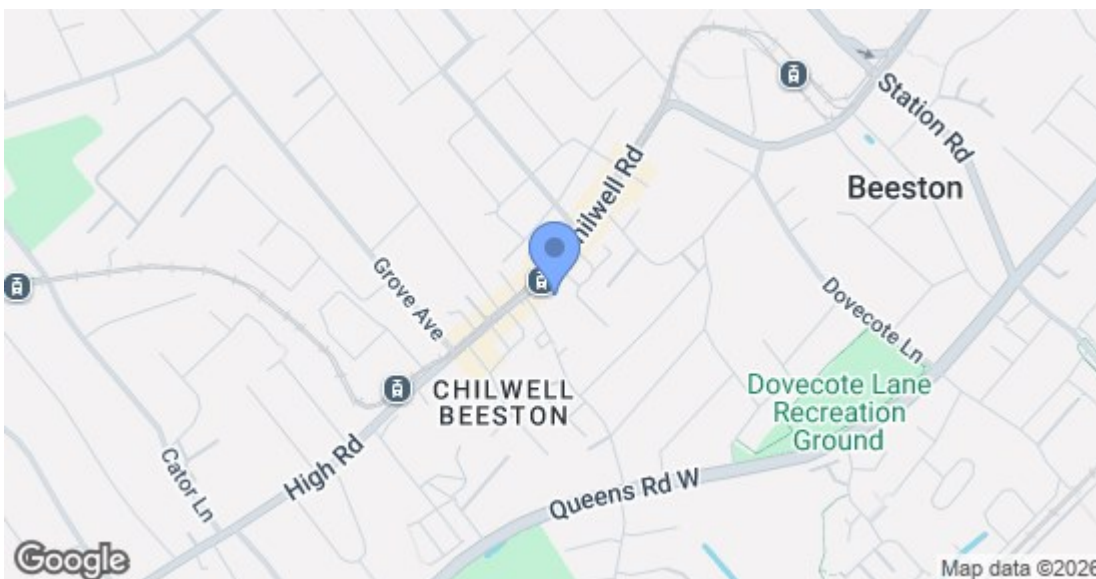 Station Rd
Beeston
Chilwell Rd
Grove Ave
Dovecote Ln
CHILWELL
BEESTON
Dovecote Lane
Recreation
Ground
High Rd
Cator Ln
Queens Rd W
Google
Map data ©2026